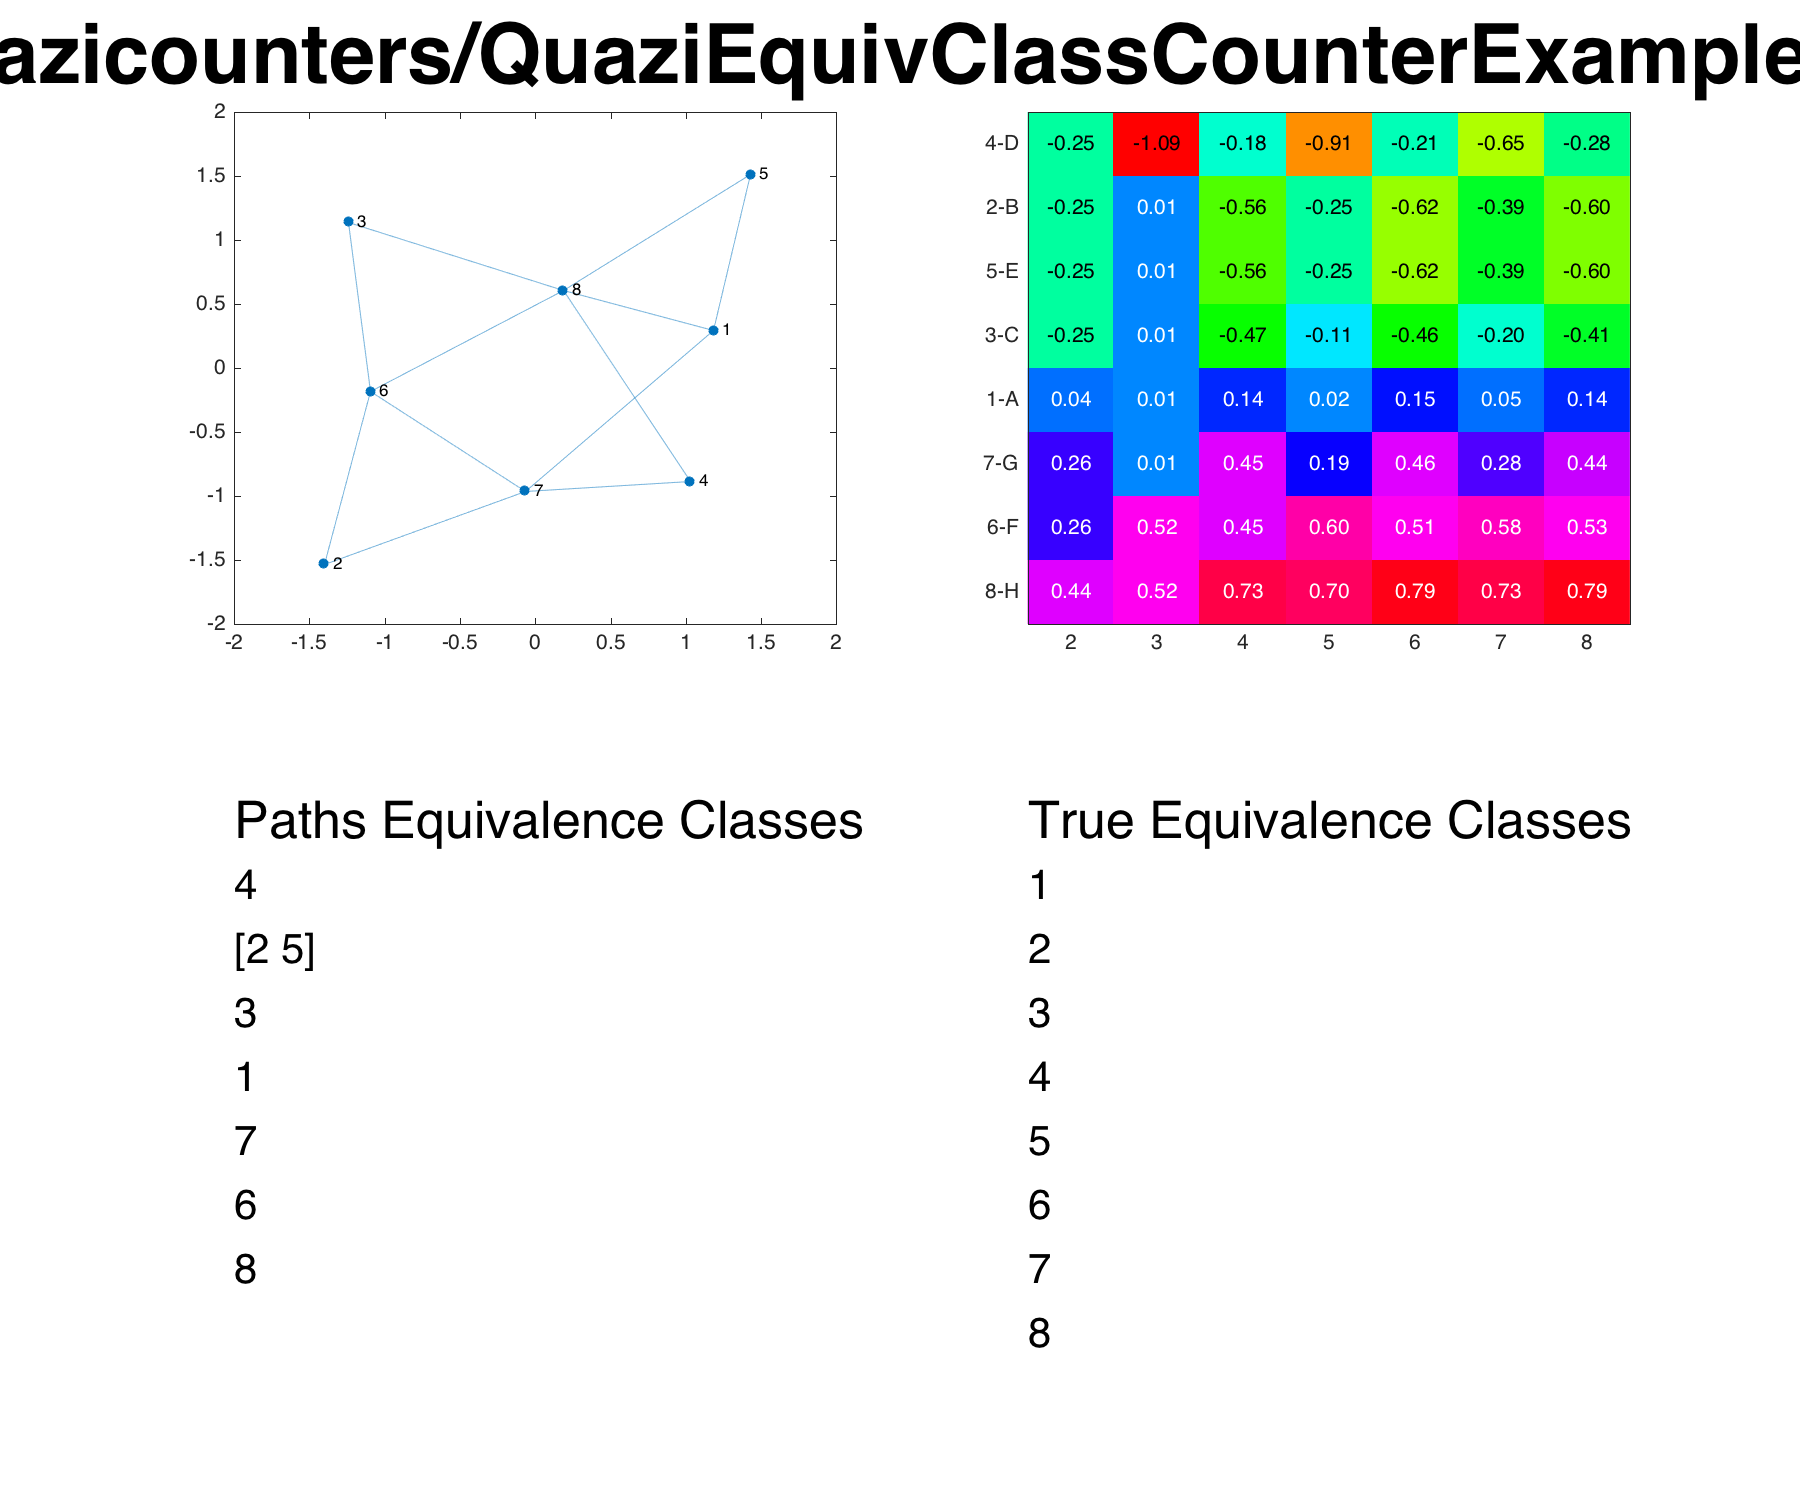 azicounters/QuaziEquivClassCounterExample
2
1.5
1
0.5
0
-0.5
-1
-1.5
-2
-2 -1.5 -1 -0.5 0 0.5 1 1.5 2
5
3
8
1
6
4
7
2
4-D -0.25 -1.09 -0.18 -0.91 -0.21 -0.65 -0.28
2-B -0.25 0.01 -0.56 -0.25 -0.62 -0.39 -0.60
5-E -0.25 0.01 -0.56 -0.25 -0.62 -0.39 -0.60
3-C -0.25 0.01 -0.47 -0.11 -0.46 -0.20 -0.41
1-A 0.04 0.01 0.14 0.02 0.15 0.05 0.14
7-G 0.26 0.01 0.45 0.19 0.46 0.28 0.44
6-F 0.26 0.52 0.45 0.60 0.51 0.58 0.53
8-H 0.44 0.52 0.73 0.70 0.79 0.73 0.79
2 3 4 5 6 7 8
Paths Equivalence Classes
4
[2 5]
3
1
7
6
8
True Equivalence Classes
1
2
3
4
5
6
7
8